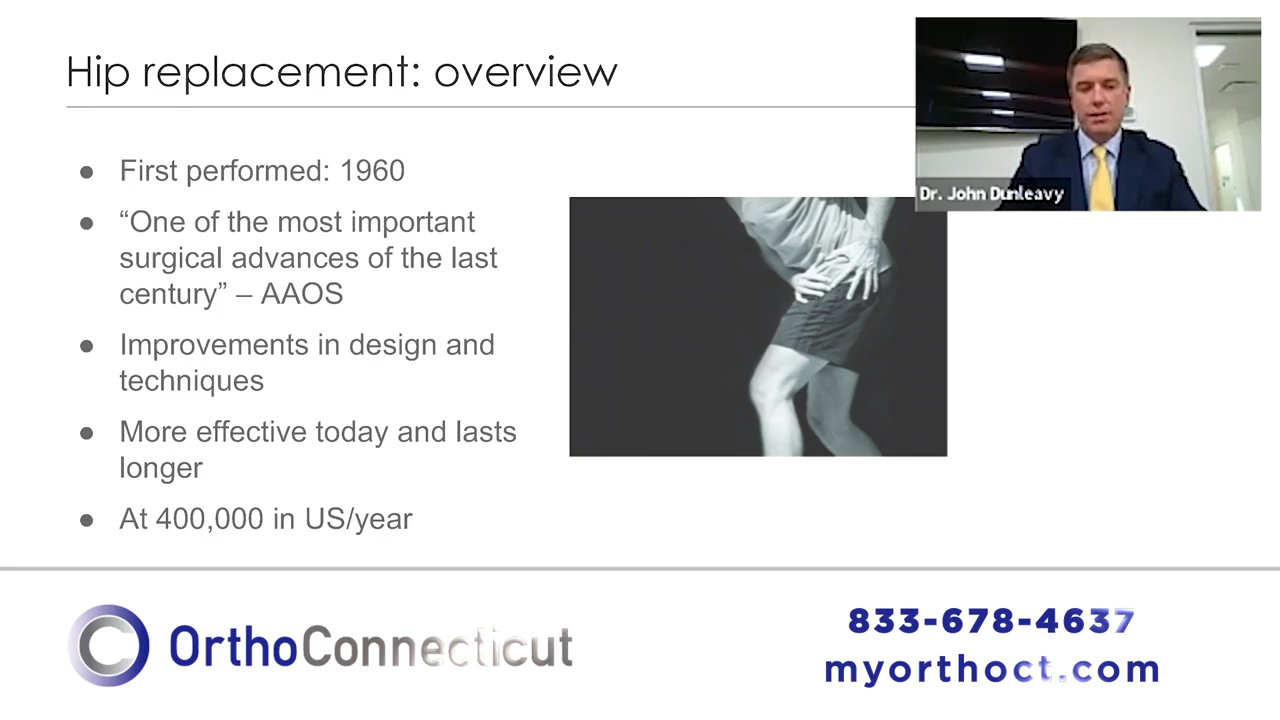 Hip replacement: overview
Dr. John Dunleavy
● First performed: 1960
● “One of the most important
surgical advances of the last
century” – AAOS
● Improvements in design and
techniques
● More effective today and lasts
longer
● At 400,000 in US/year
OrthoConnecticut
833-678-4637
myorthoct.com